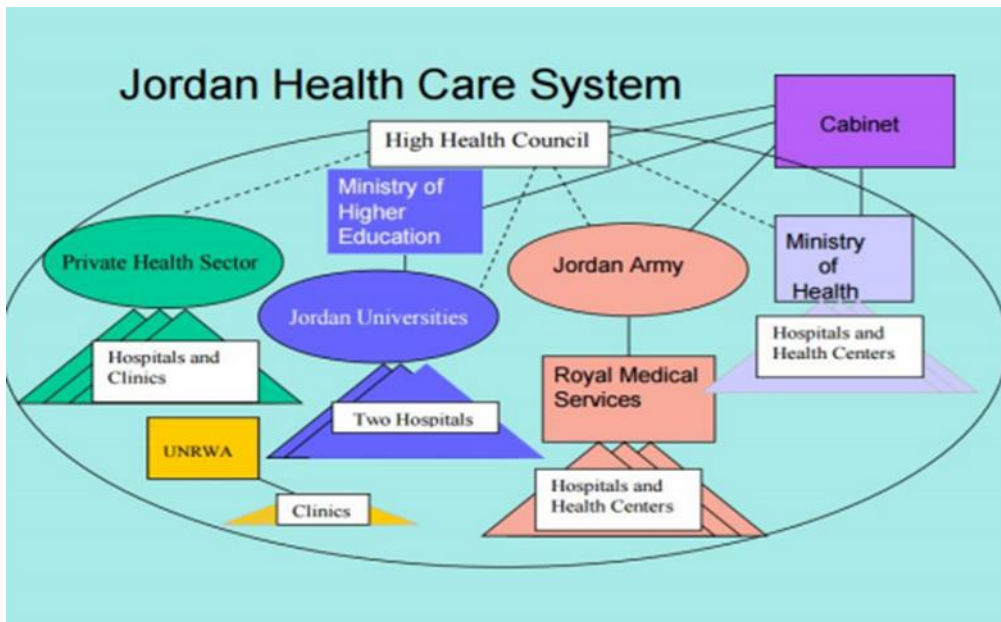 Jordan Health Care System
Cabinet
High Health Council
Ministry of
Higher
Education
Private Health Sector
Jordan Army
Ministry
of
Health
Jordan Universities
Hospitals and
Health Centers
Hospitals and
Clinics
Royal Medical
Services
Two Hospitals
UNRWA
Hospitals and
Health Centers
Clinics